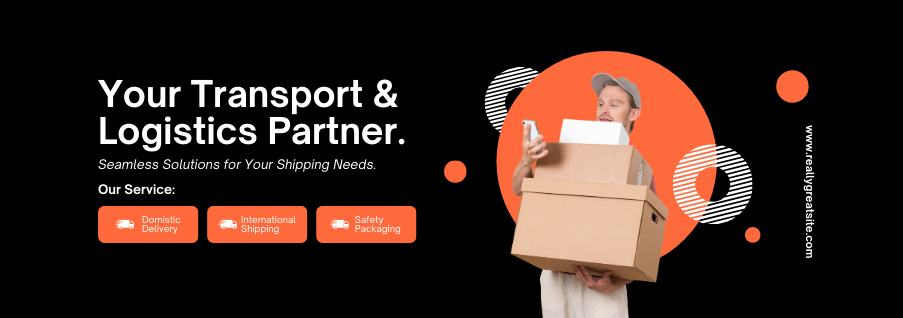 Your Transport &
Logistics Partner.
Seamless Solutions for Your Shipping Needs.
Our Service:
Domistic
Delivery
International
Shipping
Safety
Packaging
www.reallygreatsite.com